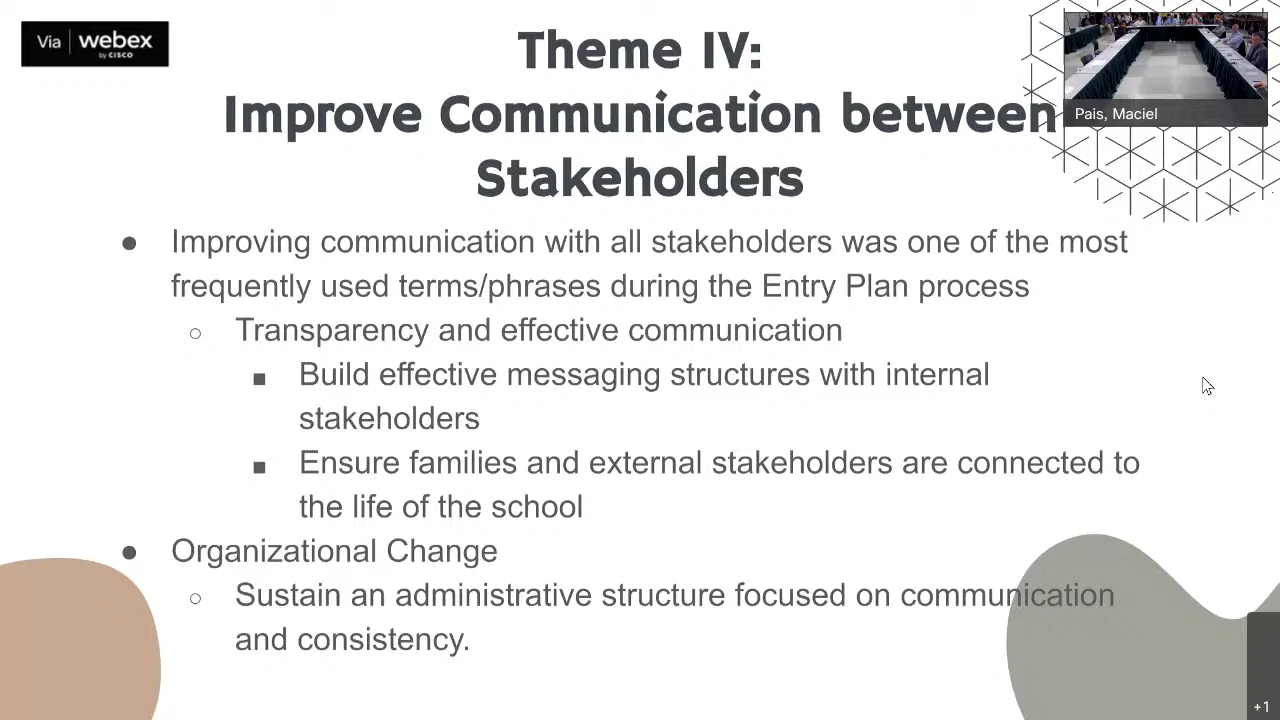 Via webex
by CISCO
Theme IV:
Improve Communication between
Stakeholders
Pais, Maciel
● Improving communication with all stakeholders was one of the most
frequently used terms/phrases during the Entry Plan process
○ Transparency and effective communication
■ Build effective messaging structures with internal
stakeholders
■ Ensure families and external stakeholders are connected to
the life of the school
● Organizational Change
○ Sustain an administrative structure focused on communication
and consistency.
+1